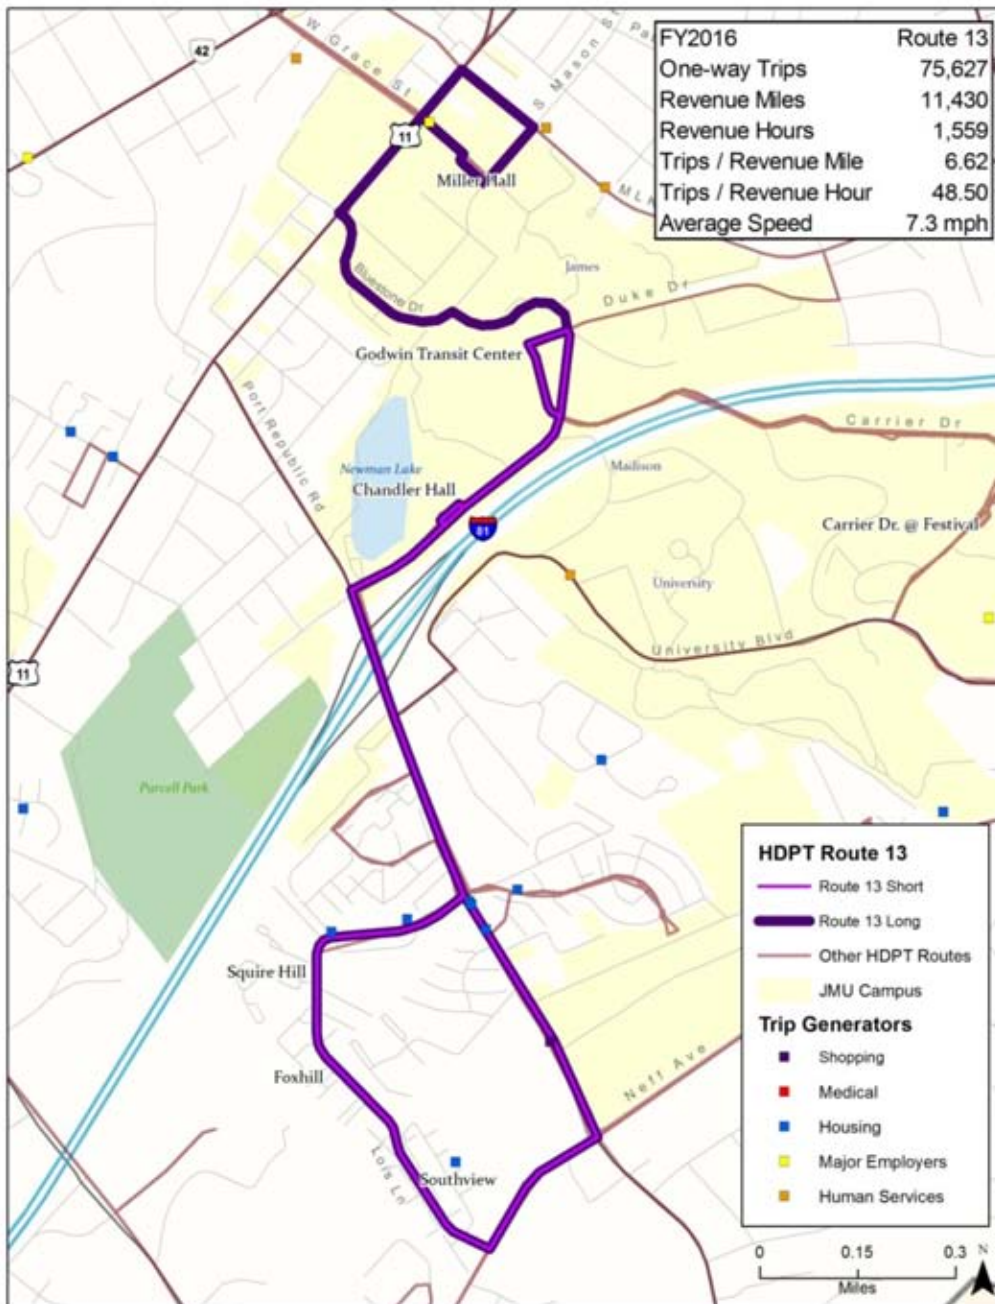 FY2016 Route 13
One-way Trips 75,627
Revenue Miles 11,430
Revenue Hours 1,559
Trips / Revenue Mile 6.62
Trips / Revenue Hour 48.50
Average Speed 7.3 mph
42
W Grace St
S Mason S
Pa
11
Miller Hall
MLK
James
Bluestone Dr
Duke Dr
Godwin Transit Center
Port Republic Rd
Carrier Dr
Newman Lake
Madison
Chandler Hall
81
Carrier Dr. @ Festival
University
University Blvd
11
Purcell Park
Squire Hill
Foxhill
Neff Ave
Lois Ln
Southview
HDPT Route 13
Route 13 Short
Route 13 Long
Other HDPT Routes
JMU Campus
Trip Generators
Shopping
Medical
Housing
Major Employers
Human Services
0 0.15 0.3
Miles
N